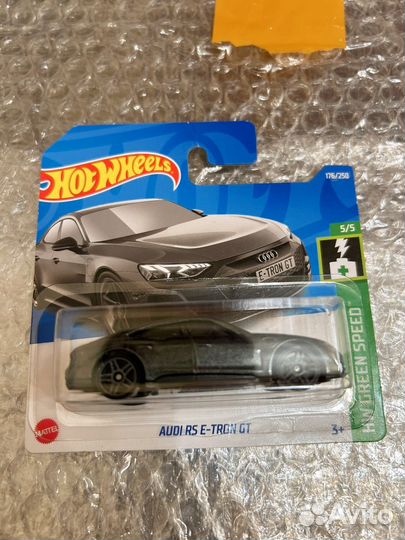 HOT WHEELS
176/250
5/5
E-TRON GT
HW GREEN SPEED
AUDI RS E-TRON GT
MATTEL
3+
Avito